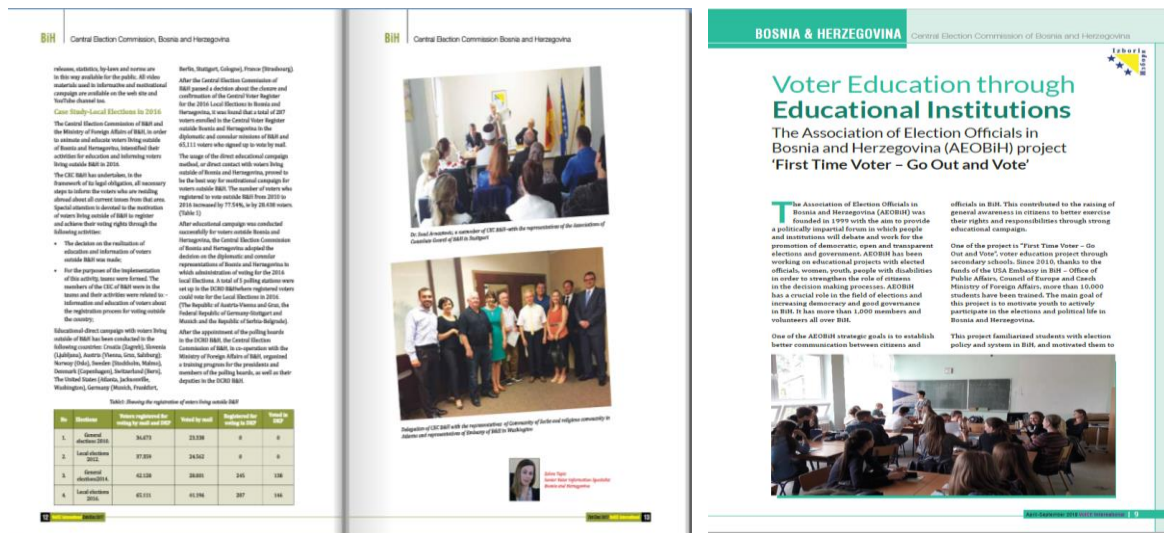 BiH Central Election Commission, Bosnia and Herzegovina
releases, statistics, by-laws and norms are
in this way available for the public. All video
materials used in informative and motivational
campaign are available on the web site and
YouTube channel too.
Case Study-Local Elections in 2016
The Central Election Commission of B&H and
the Ministry of Foreign Affairs of B&H, in order
to animate and educate voters living outside
of Bosnia and Herzegovina, intensified their
activities for education and informing voters
living outside B&H in 2016.
The CEC B&H has undertaken, in the
framework of its legal obligation, all necessary
steps to inform the voters who are residing
abroad about all current issues from that area.
Special attention is devoted to the motivation
of voters living outside of B&H to register
and achieve their voting rights through the
following activities:
• The decision on the realization of
education and information of voters
outside B&H was made;
• For the purposes of the implementation
of this activity, teams were formed. The
members of the CEC of B&H were in the
teams and their activities were related to: -
information and education of voters about
the registration process for voting outside
the country;
Educational direct campaign with voters living
outside of B&H has been conducted in the
following countries: Croatia (Zagreb), Slovenia
(Ljubljana), Austria (Vienna, Graz, Salzburg);
Norway (Oslo), Sweden (Stockholm, Malmo),
Denmark (Copenhagen), Switzerland (Bern),
The United States (Atlanta, Jacksonville,
Washington), Germany (Munich, Frankfurt,
Berlin, Stuttgart, Cologne), France (Strasbourg).
After the Central Election Commission of
B&H passed a decision about the closure and
confirmation of the Central Voter Register
for the 2016 Local Elections in Bosnia and
Herzegovina, it was found that a total of 287
voters enrolled in the Central Voter Register
outside Bosnia and Herzegovina in the
diplomatic and consular missions of B&H and
65,111 voters who signed up to vote by mail.
The usage of the direct educational campaign
method, or direct contact with voters living
outside of Bosnia and Herzegovina, proved to
be the best way for motivational campaign for
voters outside B&H. The number of voters who
registered to vote outside B&H from 2010 to
2016 increased by 77.54%, ie by 28.438 voters.
(Table 1)
After educational campaign was conducted
successfully for voters outside Bosnia and
Herzegovina, the Central Election Commission
of Bosnia and Herzegovina adopted the
decision on the diplomatic and consular
representations of Bosnia and Herzegovina in
which administration of voting for the 2016
local Elections. A total of 5 polling stations were
set up in the DCRO B&Hwhere registered voters
could vote for the Local Elections in 2016.
(The Republic of Austria-Vienna and Graz, the
Federal Republic of Germany-Stuttgart and
Munich and the Republic of Serbia-Belgrade).
After the appointment of the polling boards
in the DCRO B&H, the Central Election
Commission of B&H, in co-operation with the
Ministry of Foreign Affairs of B&H, organized
a training program for the presidents and
members of the polling boards, as well as their
deputies in the DCRO B&H.
Table1: Showing the registration of voters living outside B&H
No Elections Voters registered for voting by mail and DKP Voted by mail Registered for voting in DKP Voted in DKP
1. General elections 2010. 0 0
2. Local elections 2012. 0 0
3. General elections2014. 245
4. Local elections 2016. 65.111 287
12
BiH Central Election Commission Bosnia and Herzegovina
Consulate General of B&H in Stuttgart
Atlanta and representatives of Embassy of B&H in Washington
Senior Voter Information Specialist
Bosnia and Herzegovina
13
BOSNIA & HERZEGOVINA Central Election Commission of Bosnia and Herzegovina
Izbori
Избори
Voter Education through
Educational Institutions
The Association of Election Officials in
Bosnia and Herzegovina (AEOBiH) project
‘First Time Voter – Go Out and Vote’
The Association of Election Officials in
Bosnia and Herzegovina (AEOBiH) was
founded in 1999 with the aim to provide
a politically impartial forum in which people
and institutions will debate and work for the
promotion of democratic, open and transparent
elections and government. AEOBiH has been
working on educational projects with elected
officials, women, youth, people with disabilities
in order to strengthen the role of citizens
in the decision making processes. AEOBiH
has a crucial role in the field of elections and
increasing democracy and good governance
in BiH. It has more than 1,000 members and
volunteers all over BiH.
One of the AEOBiH strategic goals is to establish
better communication between citizens and
officials in BiH. This contributed to the raising of
general awareness in citizens to better exercise
their rights and responsibilities through strong
educational campaign.
One of the project is “First Time Voter – Go
Out and Vote”, voter education project through
secondary schools. Since 2010, thanks to the
funds of the USA Embassy in BiH – Office of
Public Affairs, Council of Europe and Czech
Ministry of Foreign Affairs, more than 10,000
students have been trained. The main goal of
this project is to motivate youth to actively
participate in the elections and political life in
Bosnia and Herzegovina.
This project familiarized students with election
policy and system in BiH, and motivated them to
April-September 2018 VOICE International | 9